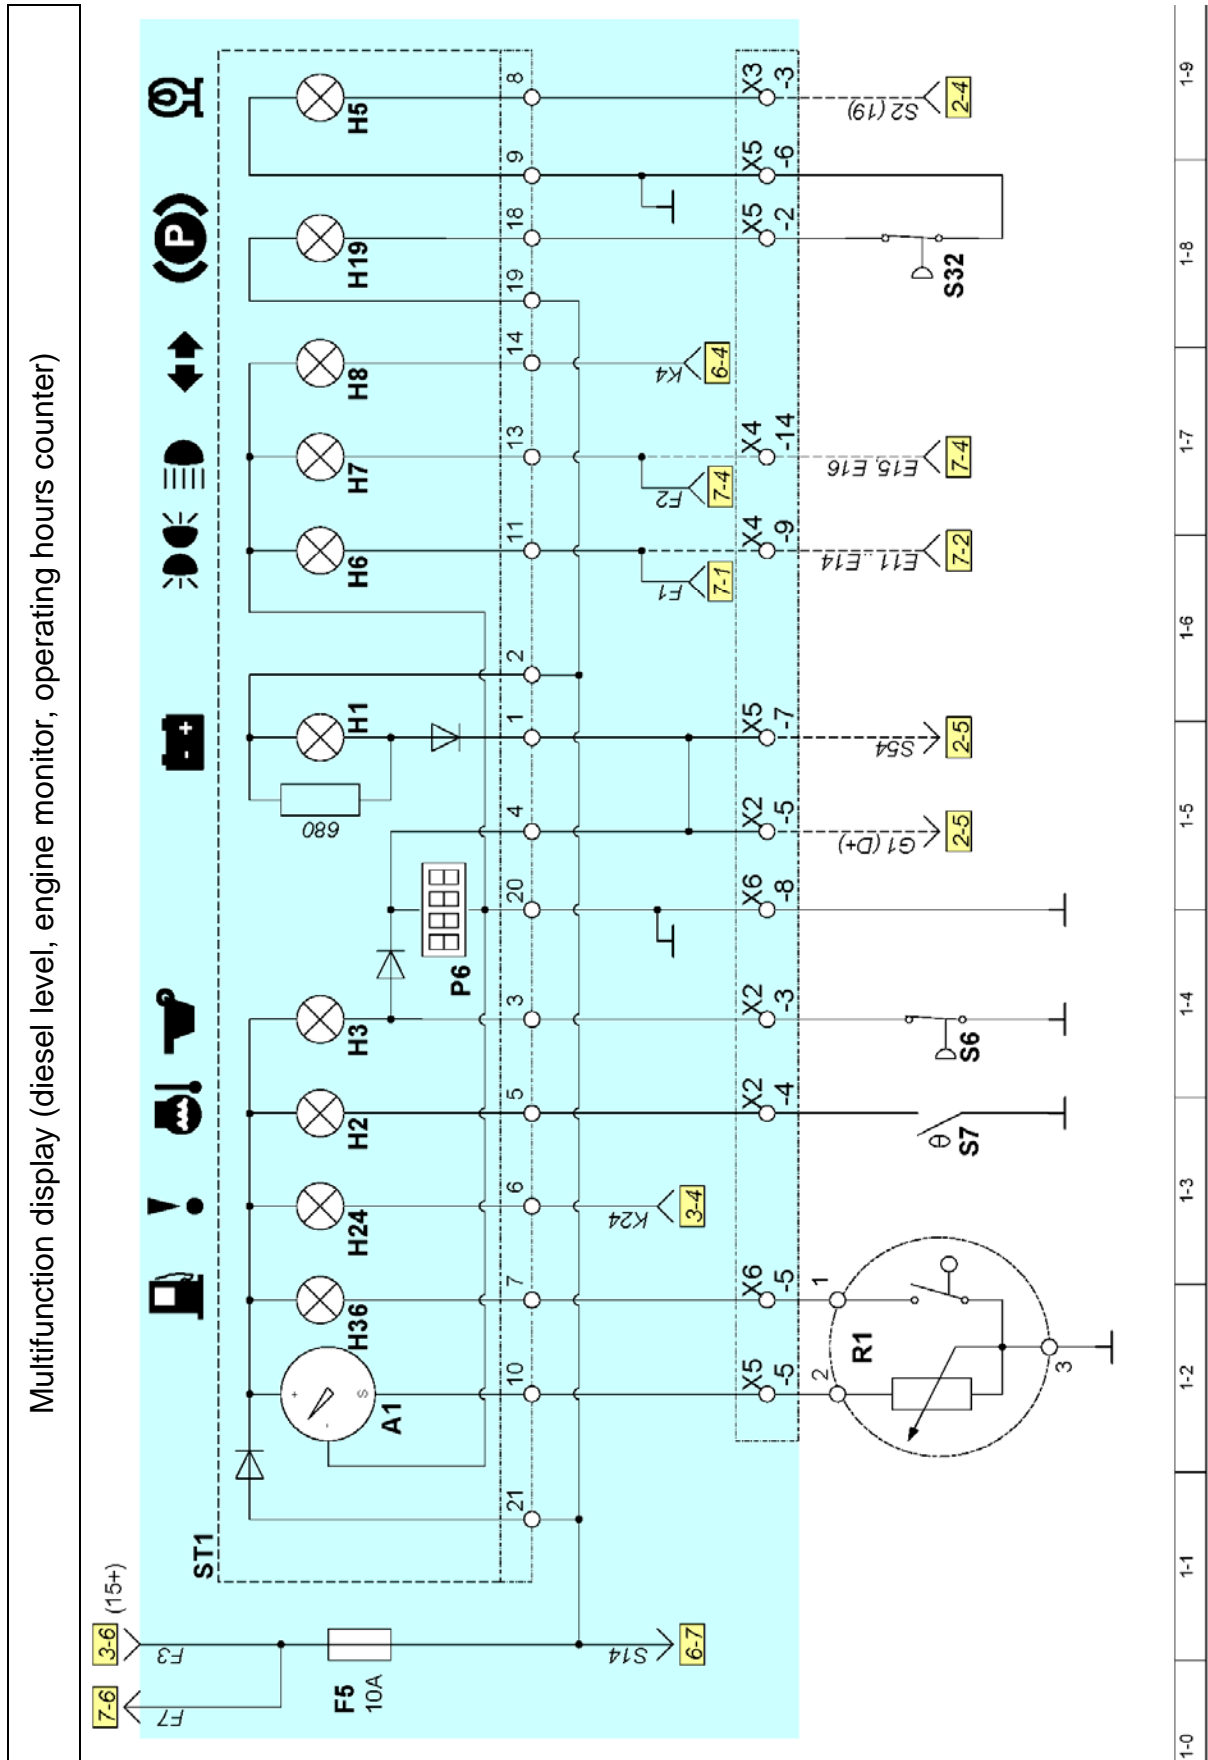 Multifunction display (diesel level, engine monitor, operating hours counter)
7-6
3-6
(15+)
F7
F3
F5
10A
S14
6-7
ST1
+
-
S
A1
H36
H24
H2
H3
P6
680
H1
H6
H7
H8
P
H19
H5
21
10
7
6
5
3
20
4
1
2
11
13
14
19
18
9
8
K24
3-4
F1
7-1
F2
7-4
K4
6-4
X5
-5
X6
-5
X2
-4
X2
-3
X6
-8
X2
-5
X5
-7
X4
-9
X4
-14
X5
-2
X5
-6
X3
-3
2
1
R1
3
θ
S7
S6
G1(D+)
2-5
S54
2-5
E11..E14
7-2
E15, E16
7-4
S32
S2 (19)
2-4
1-0
1-1
1-2
1-3
1-4
1-5
1-6
1-7
1-8
1-9